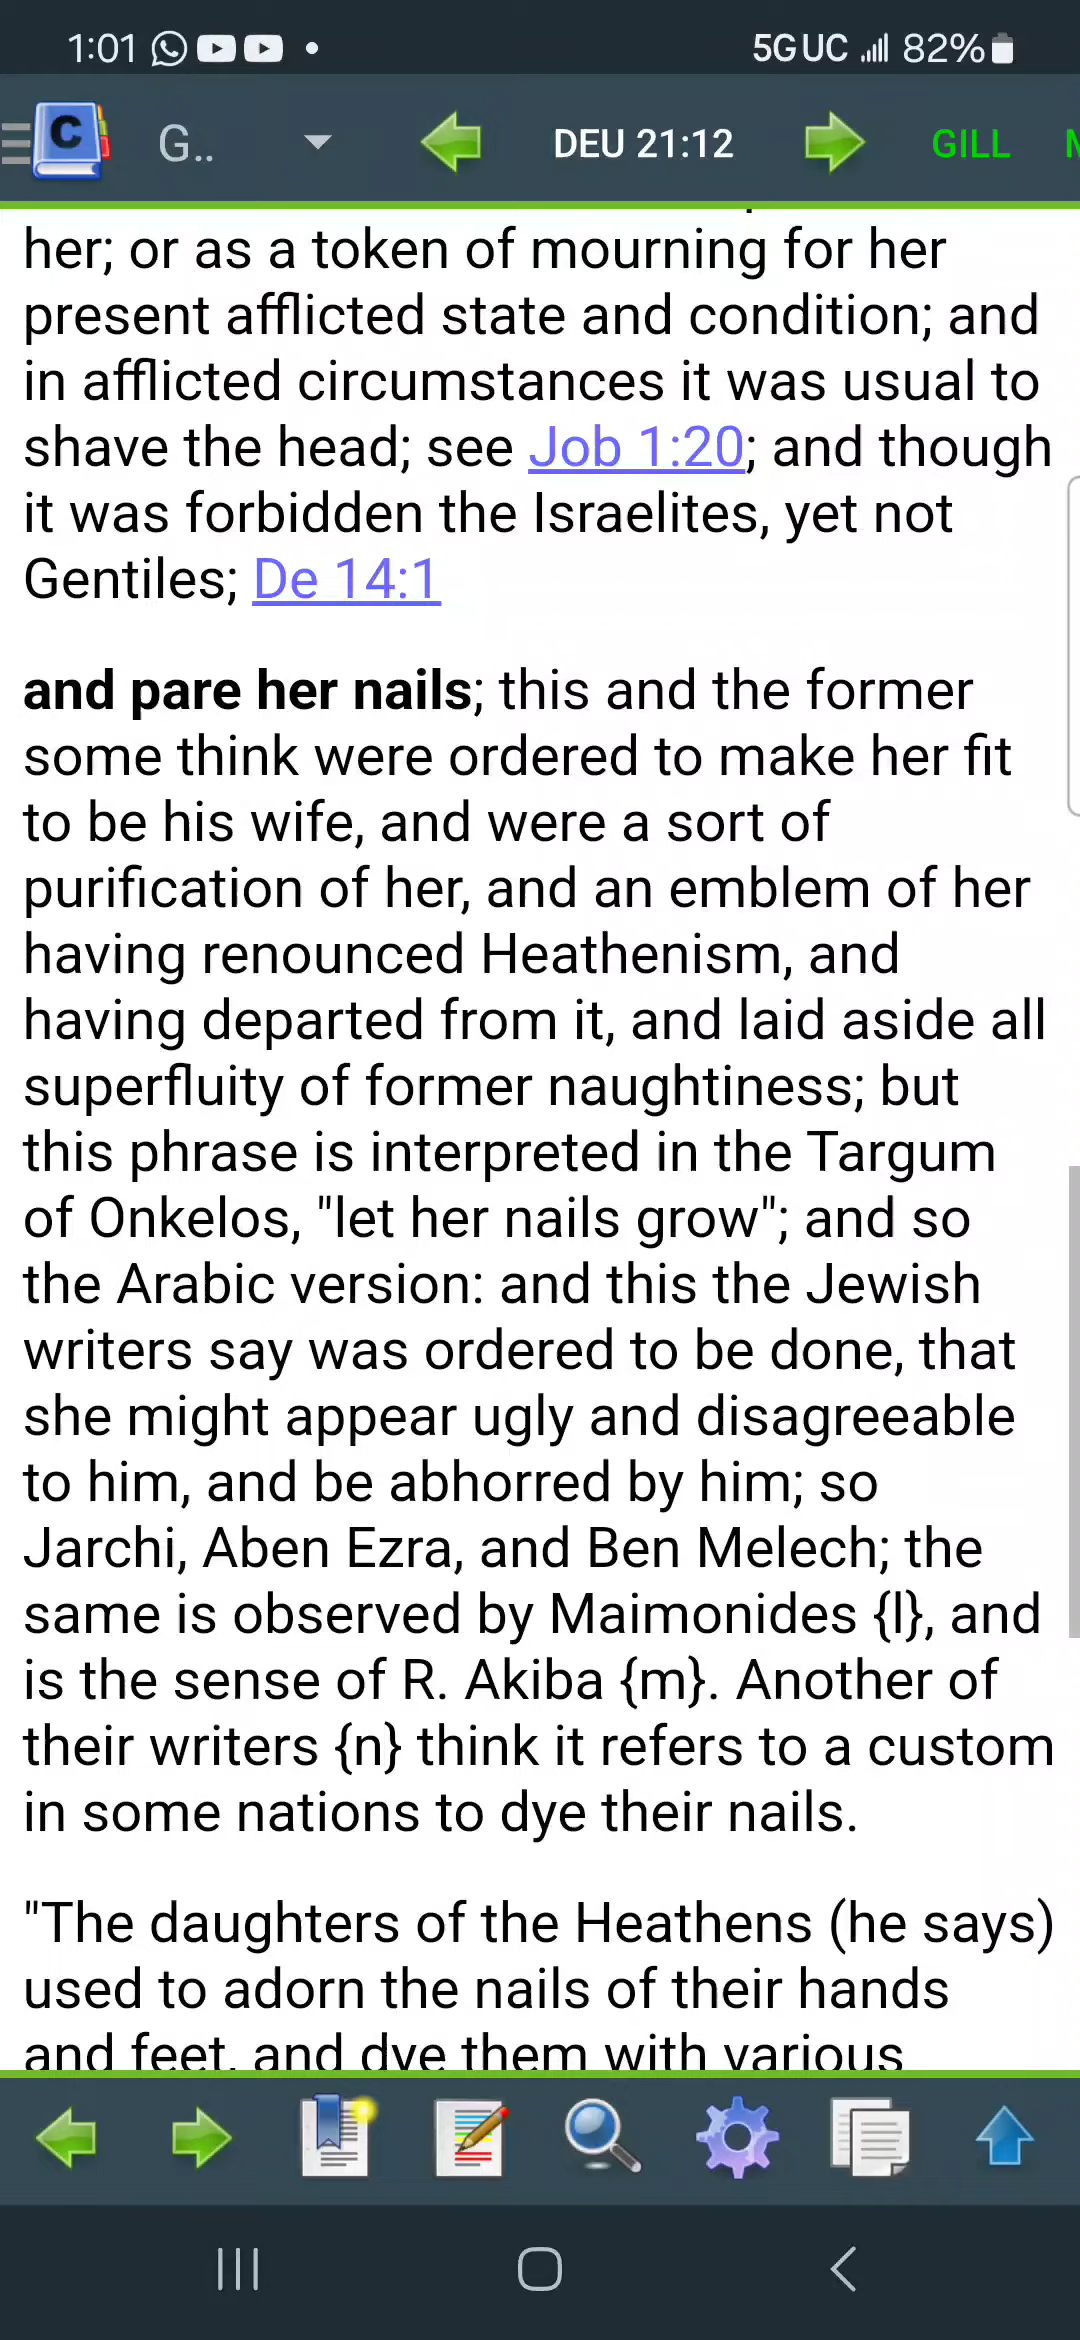 1:01
5G UC 82%
C G.. DEU 21:12 GILL
her; or as a token of mourning for her
present afflicted state and condition; and
in afflicted circumstances it was usual to
shave the head; see Job 1:20; and though
it was forbidden the Israelites, yet not
Gentiles; De 14:1
and pare her nails; this and the former
some think were ordered to make her fit
to be his wife, and were a sort of
purification of her, and an emblem of her
having renounced Heathenism, and
having departed from it, and laid aside all
superfluity of former naughtiness; but
this phrase is interpreted in the Targum
of Onkelos, "let her nails grow"; and so
the Arabic version: and this the Jewish
writers say was ordered to be done, that
she might appear ugly and disagreeable
to him, and be abhorred by him; so
Jarchi, Aben Ezra, and Ben Melech; the
same is observed by Maimonides {l}, and
is the sense of R. Akiba {m}. Another of
their writers {n} think it refers to a custom
in some nations to dye their nails.
"The daughters of the Heathens (he says)
used to adorn the nails of their hands
and feet, and dye them with various